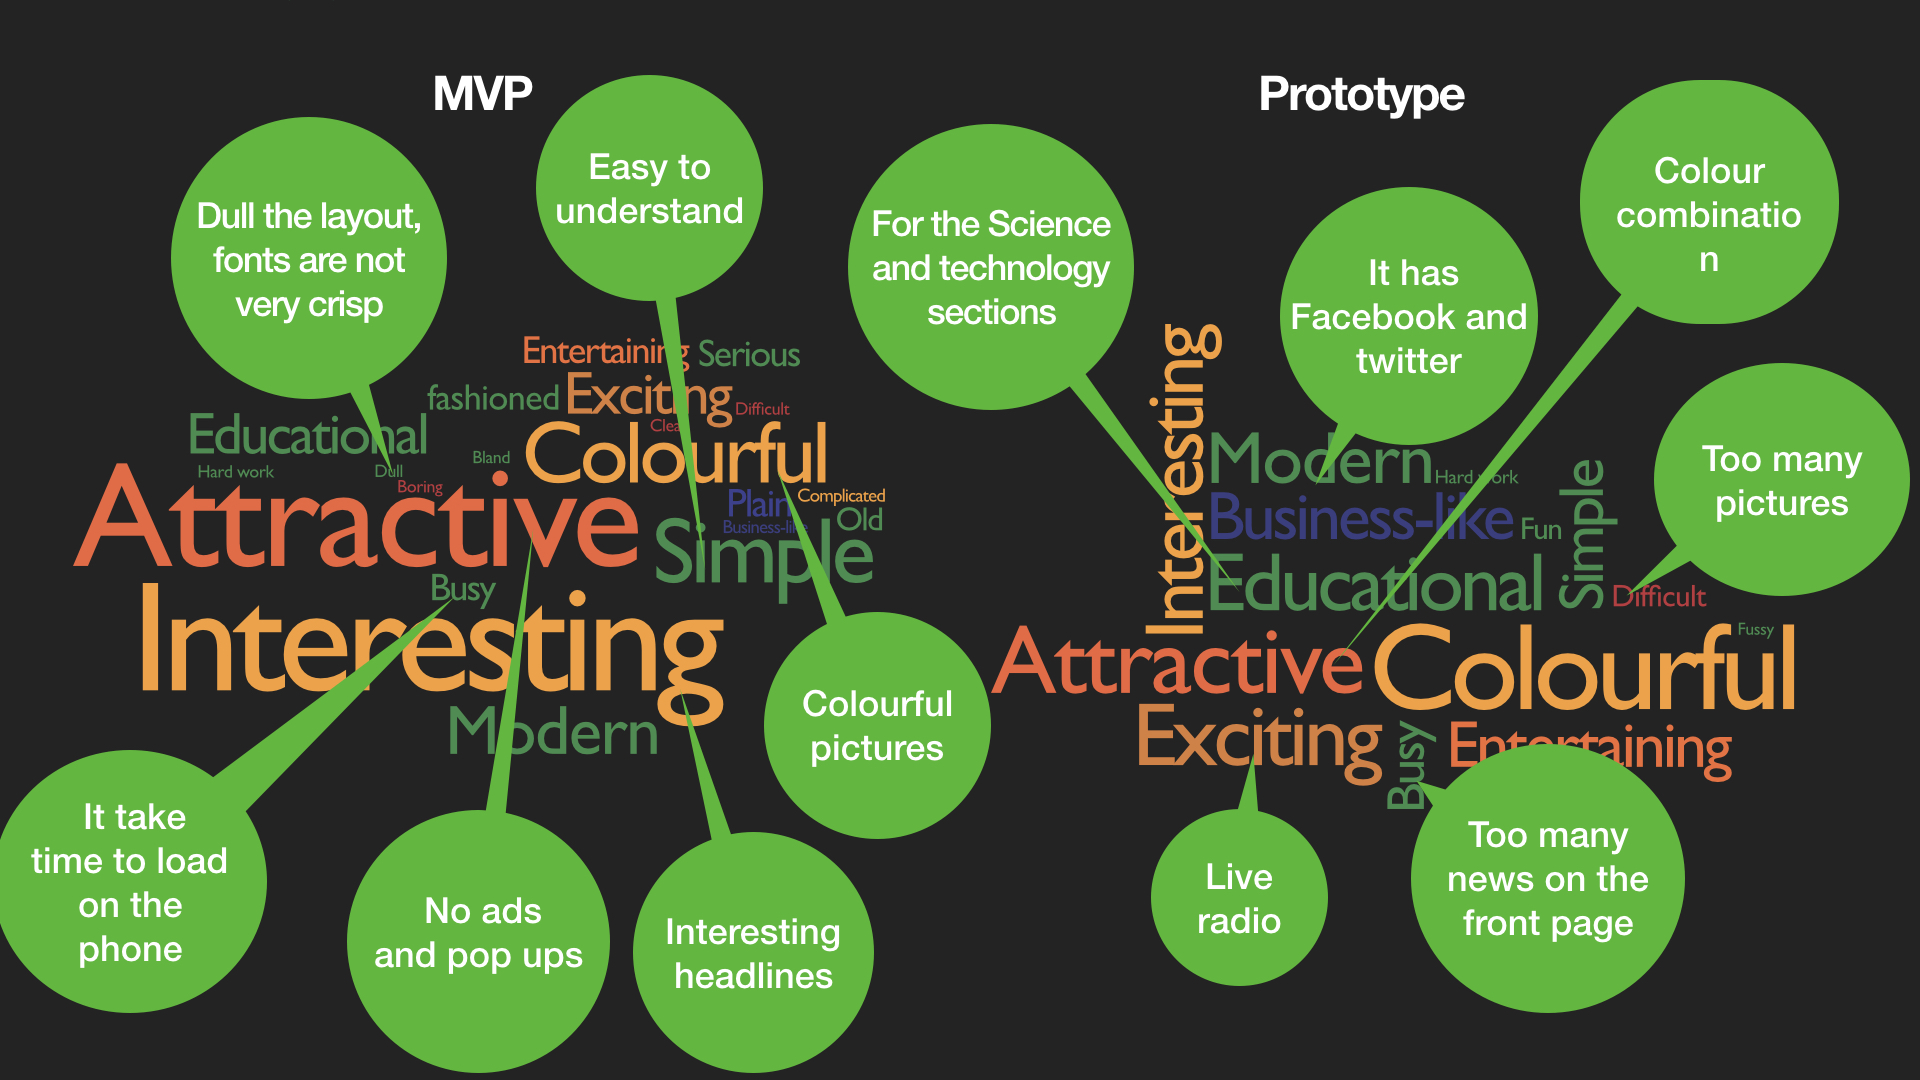 MVP
Prototype
Dull the layout,
fonts are not
very crisp
Easy to
understand
For the Science
and technology
sections
It has
Facebook and
twitter
Colour
combinatio
n
Too many
pictures
Entertaining
Serious
fashioned
Exciting
Difficult
Educational
Colourful
Hard work
Dull
Bland
Boring
Attractive
Plain
Complicated
Old
Simple
Busy
Interesting
Modern
Interesting
Modern
Hard work
Business-like
Fun
Simple
Educational
Difficult
Attractive
Colourful
Fussy
Exciting
Busy
Entertaining
It take
time to load
on the
phone
No ads
and pop ups
Interesting
headlines
Colourful
pictures
Live
radio
Too many
news on the
front page